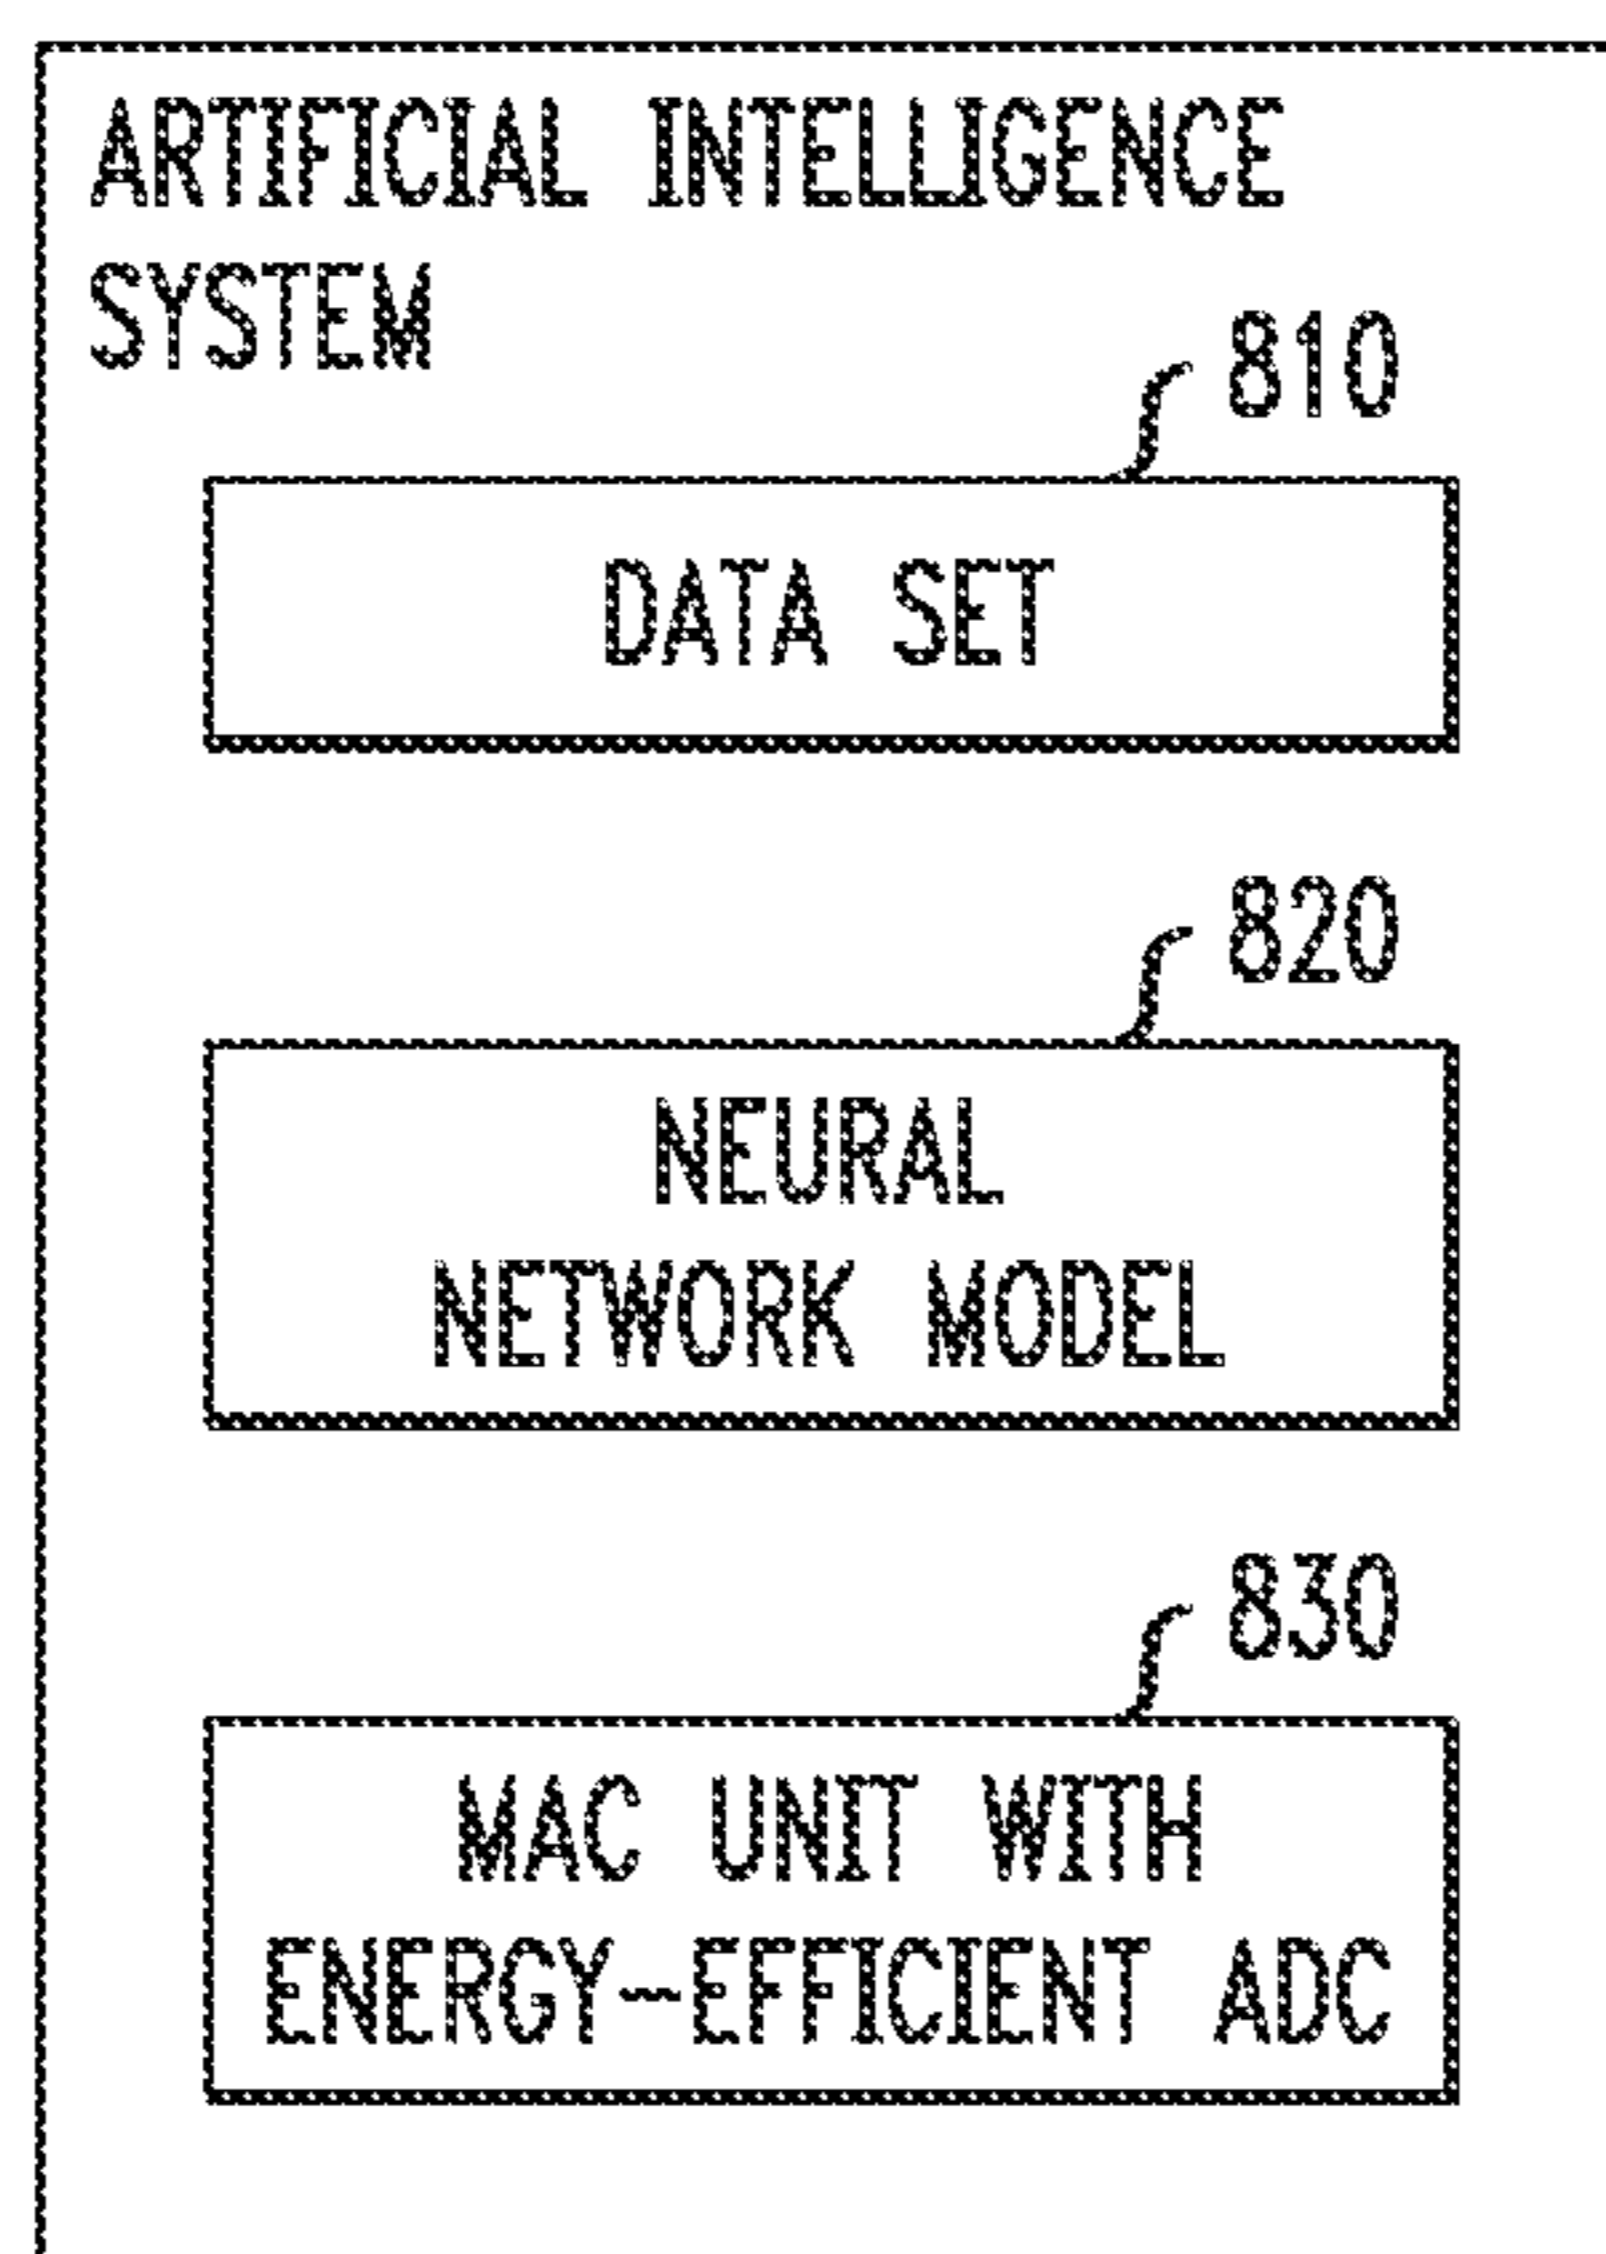 ARTIFICIAL INTELLIGENCE
SYSTEM
810
DATA SET
820
NEURAL
NETWORK MODEL
830
MAC UNIT WITH
ENERGY-EFFICIENT ADC